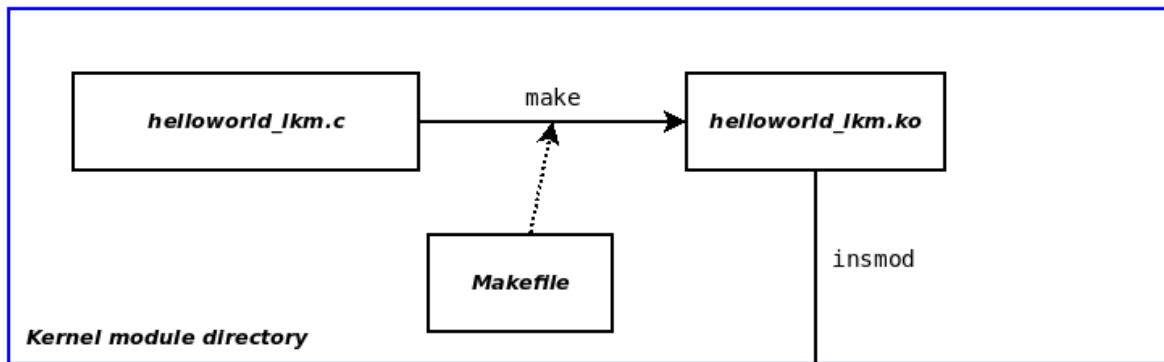 make
helloworld_lkm.c
helloworld_lkm.ko
insmod
Makefile
Kernel module directory